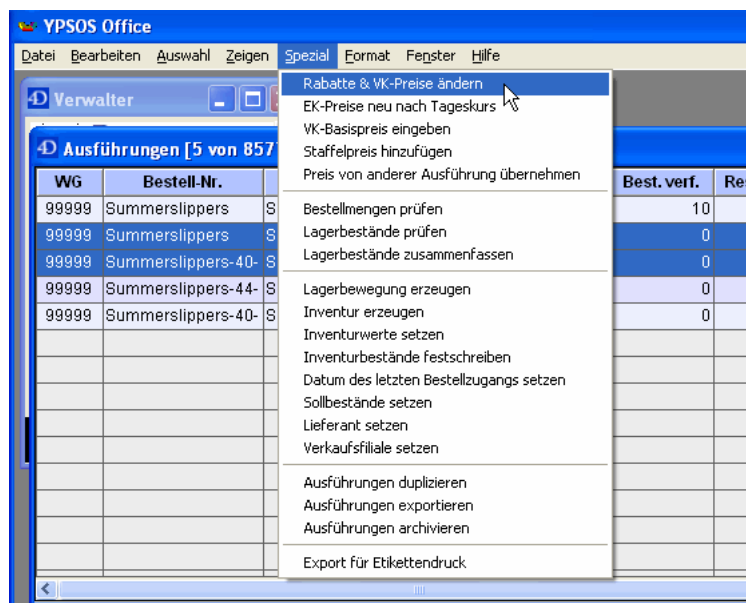 YPSOS Office
Datei Bearbeiten Auswahl Zeigen Spezial Format Fenster Hilfe
Verwalter
Ausführungen [5 von 857
WG Bestell-Nr. Best. verf. Re
99999 Summerslippers S 10
99999 Summerslippers S 0
99999 Summerslippers-40- S 0
99999 Summerslippers-44- S 0
99999 Summerslippers-40- S 0
Rabatte & VK-Preise ändern
EK-Preise neu nach Tageskurs
VK-Basispreis eingeben
Staffelpreis hinzufügen
Preis von anderer Ausführung übernehmen
Bestellmengen prüfen
Lagerbestände prüfen
Lagerbestände zusammenfassen
Lagerbewegung erzeugen
Inventur erzeugen
Inventurwerte setzen
Inventurbestände festschreiben
Datum des letzten Bestellzugangs setzen
Sollbestände setzen
Lieferant setzen
Verkaufsfiliale setzen
Ausführungen duplizieren
Ausführungen exportieren
Ausführungen archivieren
Export für Etikettendruck